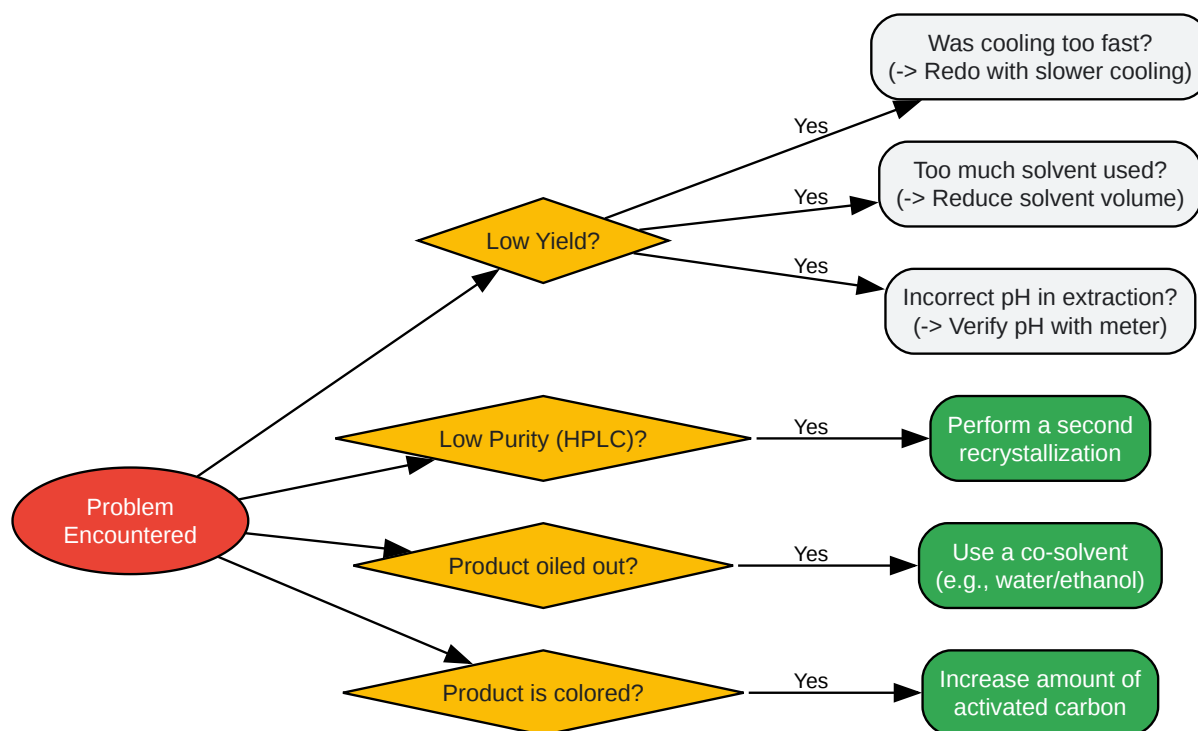 Was cooling too fast?
(-> Redo with slower cooling)
Yes
Too much solvent used?
(-> Reduce solvent volume)
Yes
Low Yield?
Yes
Incorrect pH in extraction?
(-> Verify pH with meter)
Low Purity (HPLC)?
Yes
Perform a second
recrystallization
Problem
Encountered
Product oiled out?
Yes
Use a co-solvent
(e.g., water/ethanol)
Product is colored?
Yes
Increase amount of
activated carbon